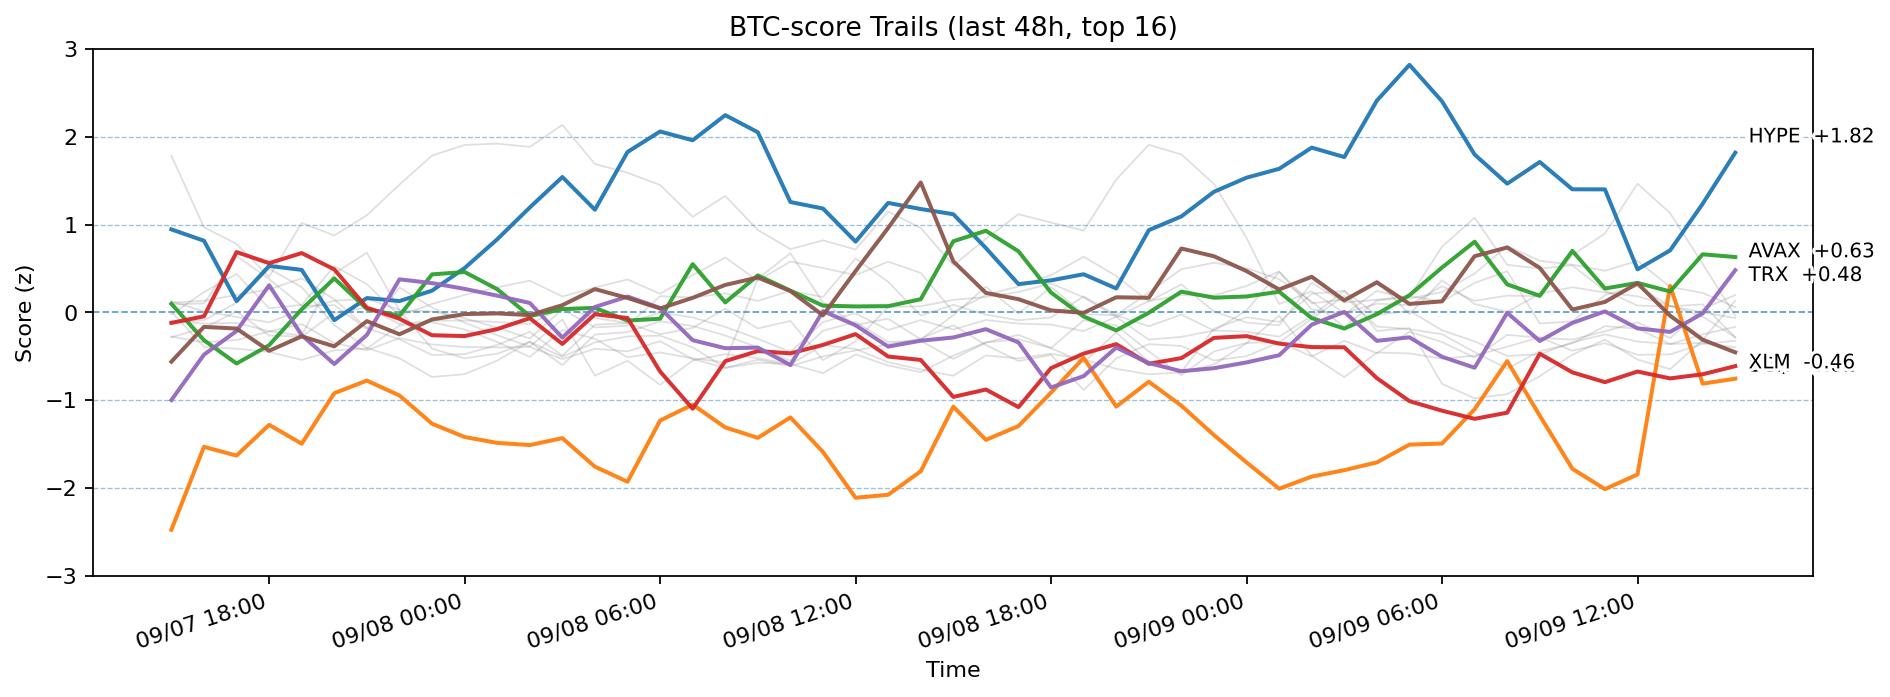 BTC-score Trails (last 48h, top 16)
3
2
1
0
−1
−2
−3
Score (z)
HYPE +1.82
AVAX +0.63
TRX +0.48
XLM -0.46
09/07 18:00
09/08 00:00
09/08 06:00
09/08 12:00
09/08 18:00
09/09 00:00
09/09 06:00
09/09 12:00
Time